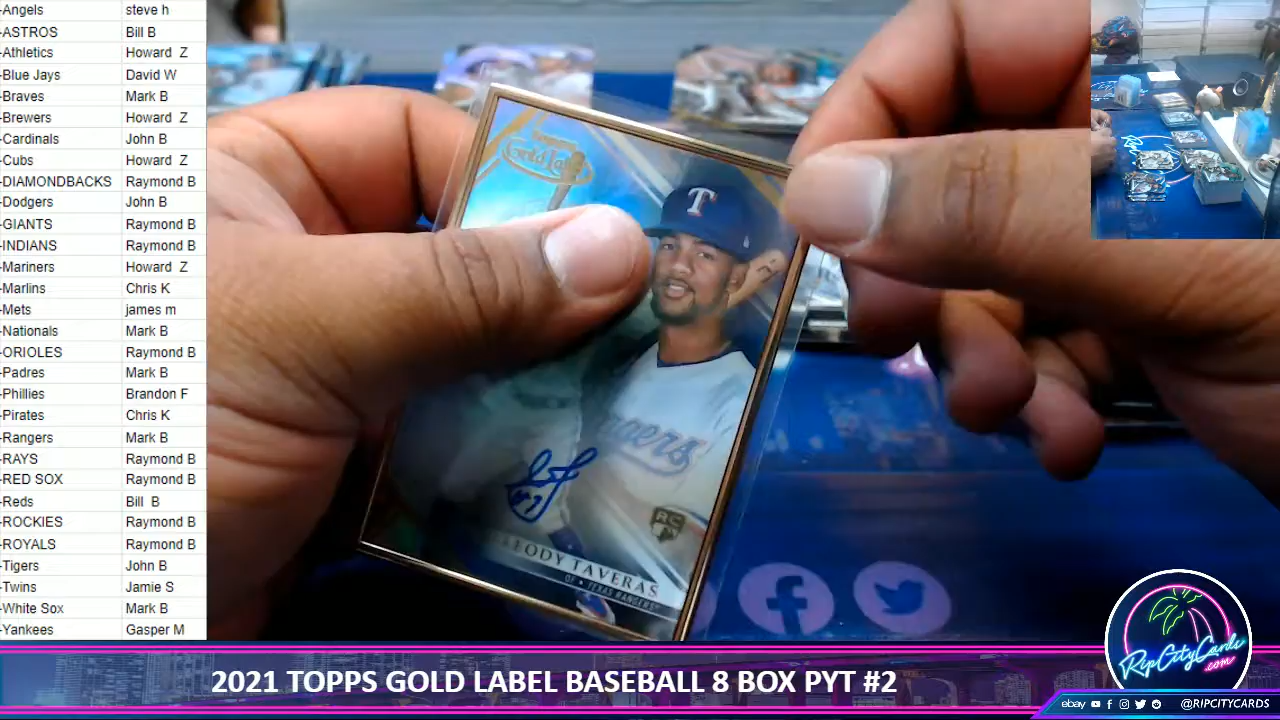 -Angels steve h
-ASTROS Bill B
-Athletics Howard Z
-Blue Jays David W
-Braves Mark B
-Brewers Howard Z
-Cardinals John B
-Cubs Howard Z
-DIAMONDBACKS Raymond B
-Dodgers John B
-GIANTS Raymond B
-INDIANS Raymond B
-Mariners Howard Z
-Marlins Chris K
-Mets james m
-Nationals Mark B
-ORIOLES Raymond B
-Padres Mark B
-Phillies Brandon F
-Pirates Chris K
-Rangers Mark B
-RAYS Raymond B
-RED SOX Raymond B
-Reds Bill B
-ROCKIES Raymond B
-ROYALS Raymond B
-Tigers John B
-Twins Jamie S
-White Sox Mark B
-Yankees Gasper M
T
RC
LEODY TAVERAS
OF • TEXAS RANGERS
RipCityCards
.com
2021 TOPPS GOLD LABEL BASEBALL 8 BOX PYT #2
ebay @RIPCITYCARDS